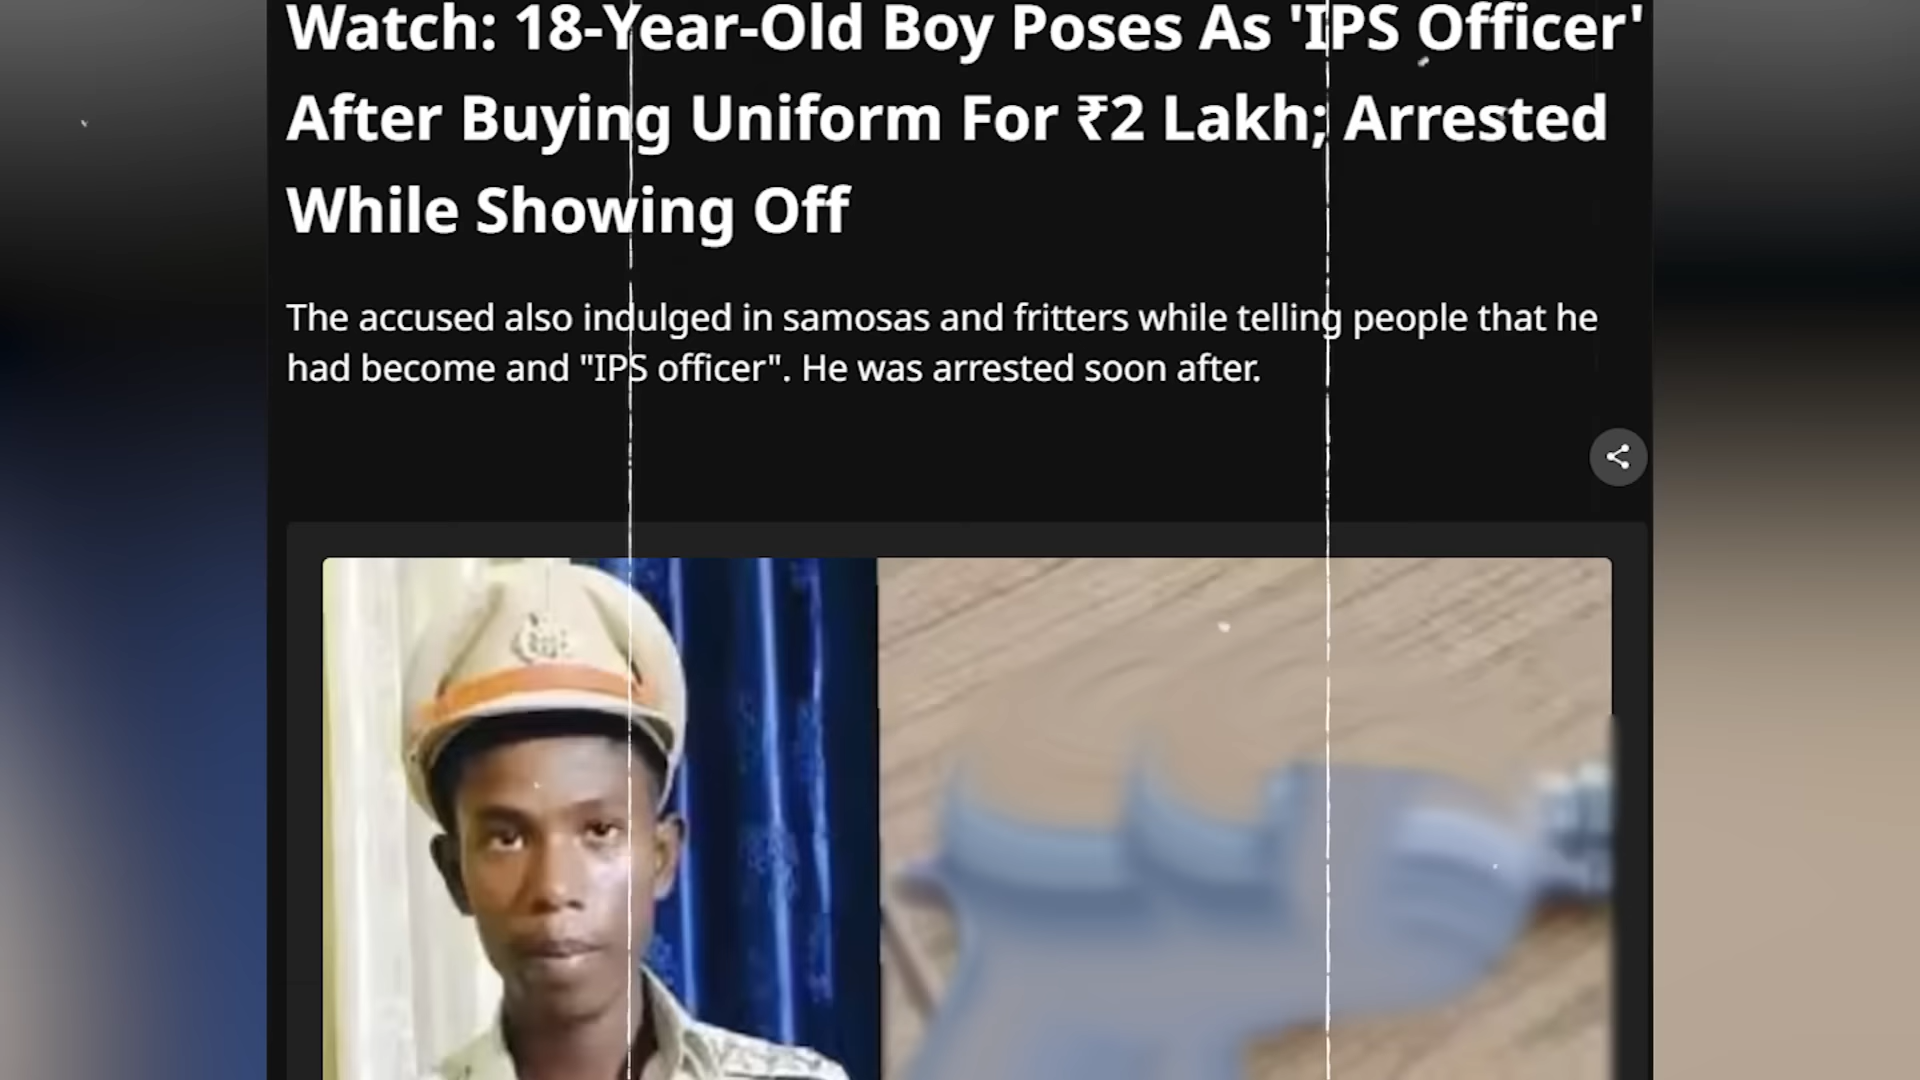 Watch: 18-Year-Old Boy Poses As 'IPS Officer'
After Buying Uniform For ₹2 Lakh; Arrested
While Showing Off
The accused also indulged in samosas and fritters while telling people that he
had become and "IPS officer". He was arrested soon after.